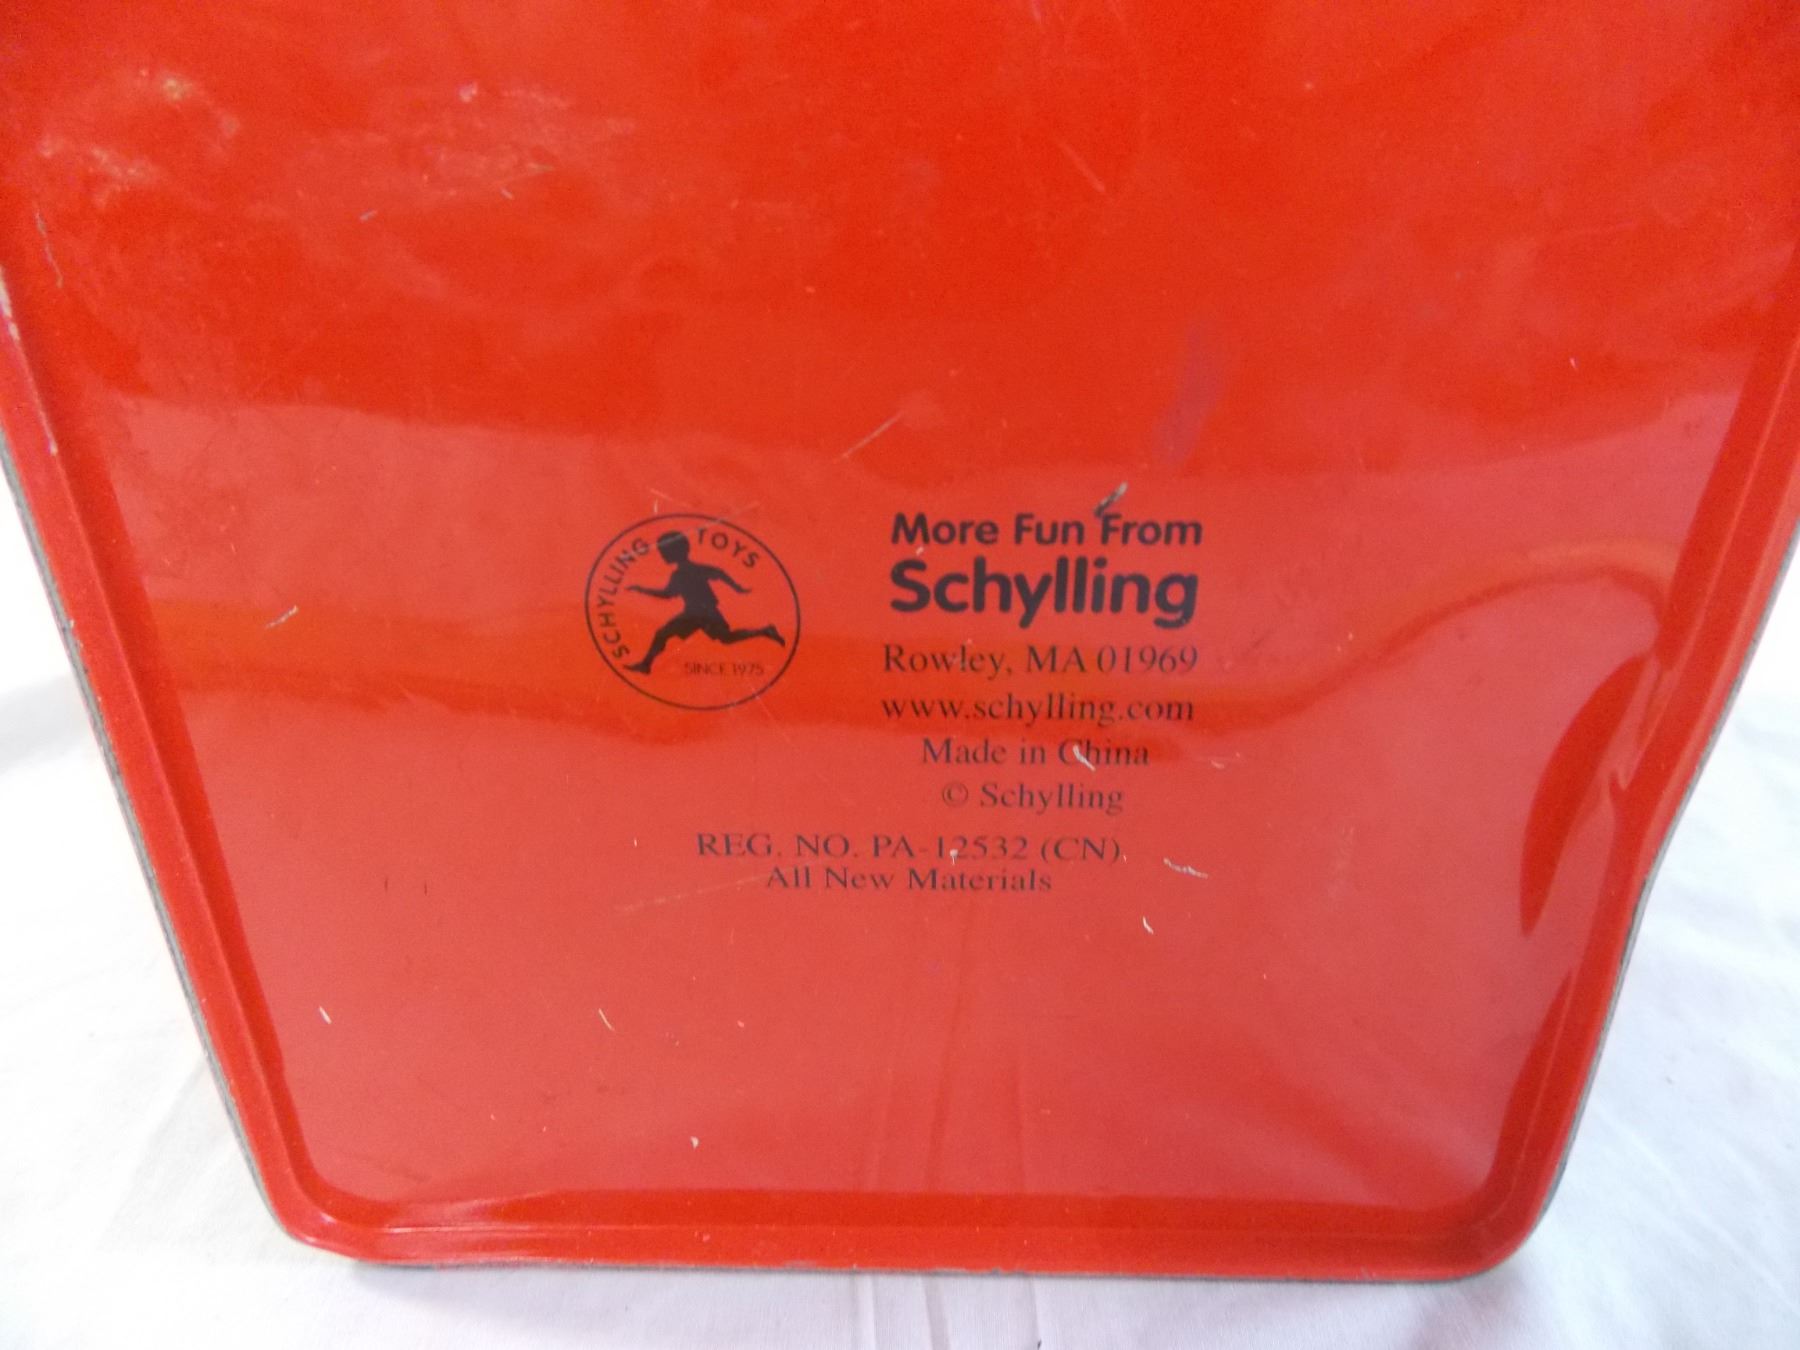 SCHYLLING TOYS
SINCE 1975
More Fun From
Schylling
Rowley, MA 01969
www.schylling.com
Made in China
© Schylling
REG. NO. PA-12532 (CN)
All New Materials